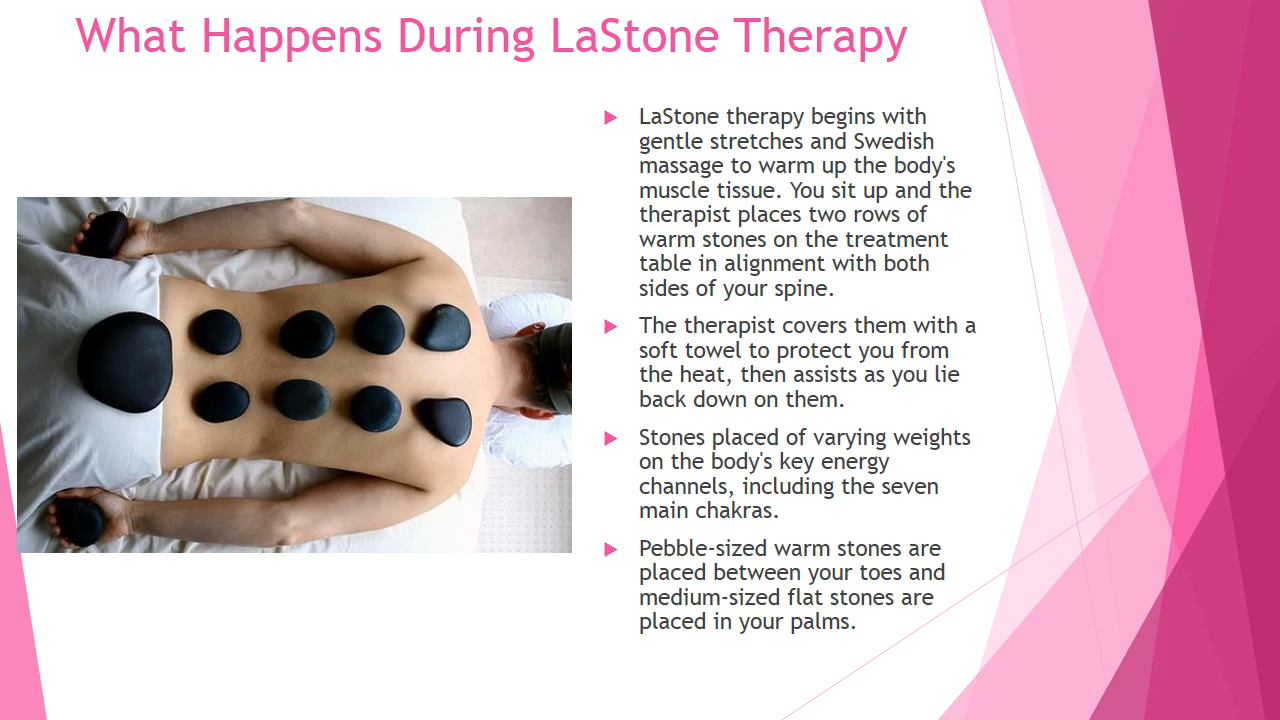 What Happens During LaStone Therapy
LaStone therapy begins with
gentle stretches and Swedish
massage to warm up the body's
muscle tissue. You sit up and the
therapist places two rows of
warm stones on the treatment
table in alignment with both
sides of your spine.
The therapist covers them with a
soft towel to protect you from
the heat, then assists as you lie
back down on them.
Stones placed of varying weights
on the body's key energy
channels, including the seven
main chakras.
Pebble-sized warm stones are
placed between your toes and
medium-sized flat stones are
placed in your palms.